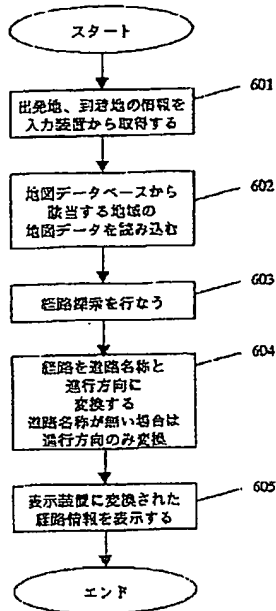 スタート
601
出発地、到着地の情報を
入力装置から取得する
602
地図データベースから
該当する地域の
地図データを読み込む
603
経路探索を行なう
604
経路を道路名称と
進行方向に
変換する
道路名称が無い場合は
進行方向のみ変換
605
表示装置に変換された
経路情報を表示する
エンド